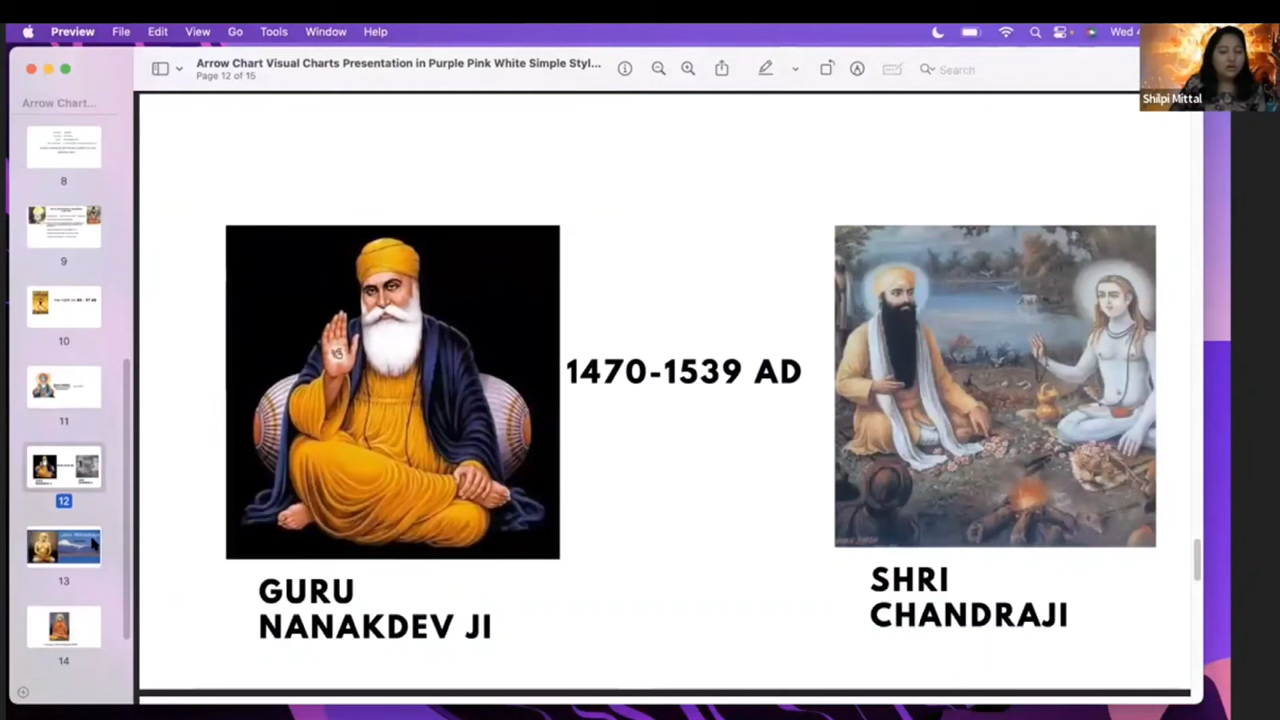 Preview File Edit View Go Tools Window Help
Wed 4
Arrow Chart Visual Charts Presentation in Purple Pink White Simple Styl...
Page 12 of 15
Search
Shilpi Mittal
Arrow Chart...
8
9
10
11
12
13
14
1470-1539 AD
GURU
NANAKDEV JI
SHRI
CHANDRAJI